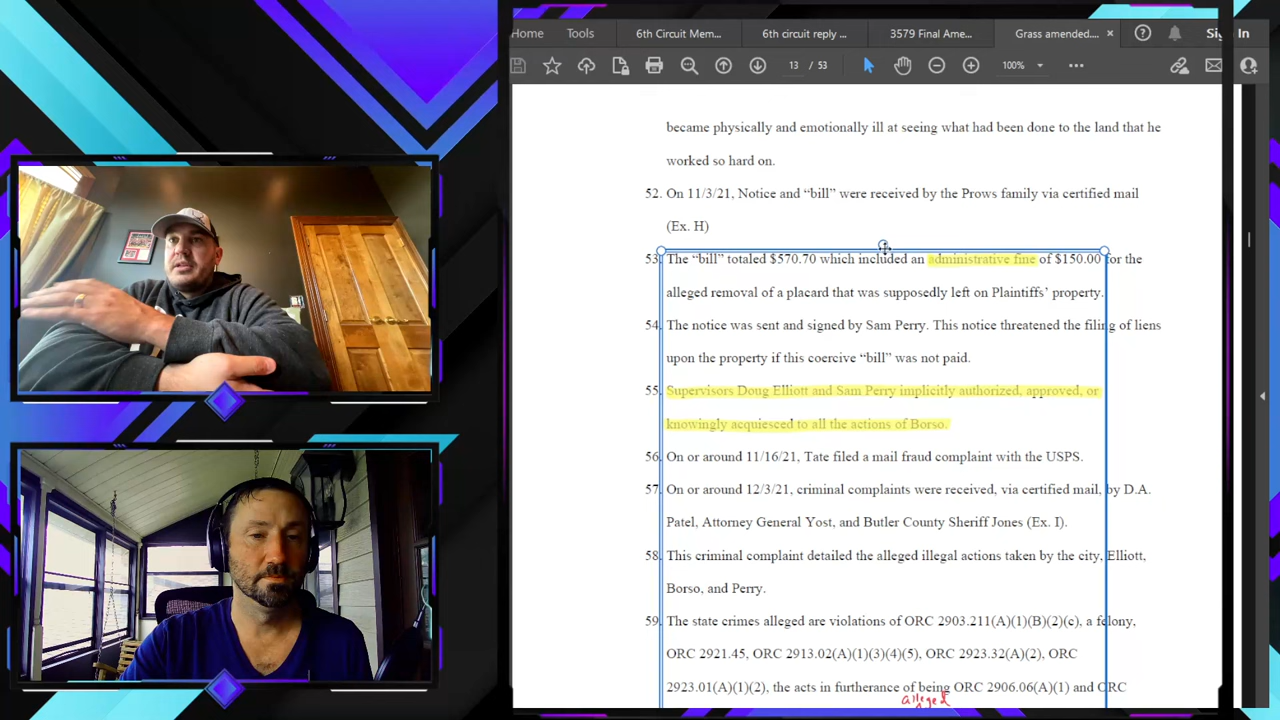 Home Tools 6th Circuit Mem... 6th circuit reply ... 3579 Final Ame... Grass amended.... × Sign In
13 / 53 100%
became physically and emotionally ill at seeing what had been done to the land that he
worked so hard on.
52. On 11/3/21, Notice and “bill” were received by the Prows family via certified mail
(Ex. H)
53. The “bill” totaled $570.70 which included an administrative fine of $150.00 for the
alleged removal of a placard that was supposedly left on Plaintiffs’ property.
54. The notice was sent and signed by Sam Perry. This notice threatened the filing of liens
upon the property if this coercive “bill” was not paid.
55. Supervisors Doug Elliott and Sam Perry implicitly authorized, approved, or
knowingly acquiesced to all the actions of Borso.
56. On or around 11/16/21, Tate filed a mail fraud complaint with the USPS.
57. On or around 12/3/21, criminal complaints were received, via certified mail, by D.A.
Patel, Attorney General Yost, and Butler County Sheriff Jones (Ex. I).
58. This criminal complaint detailed the alleged illegal actions taken by the city, Elliott,
Borso, and Perry.
59. The state crimes alleged are violations of ORC 2903.211(A)(1)(B)(2)(c), a felony,
ORC 2921.45, ORC 2913.02(A)(1)(3)(4)(5), ORC 2923.32(A)(2), ORC
2923.01(A)(1)(2), the acts in furtherance of being ORC 2906.06(A)(1) and ORC
alleged